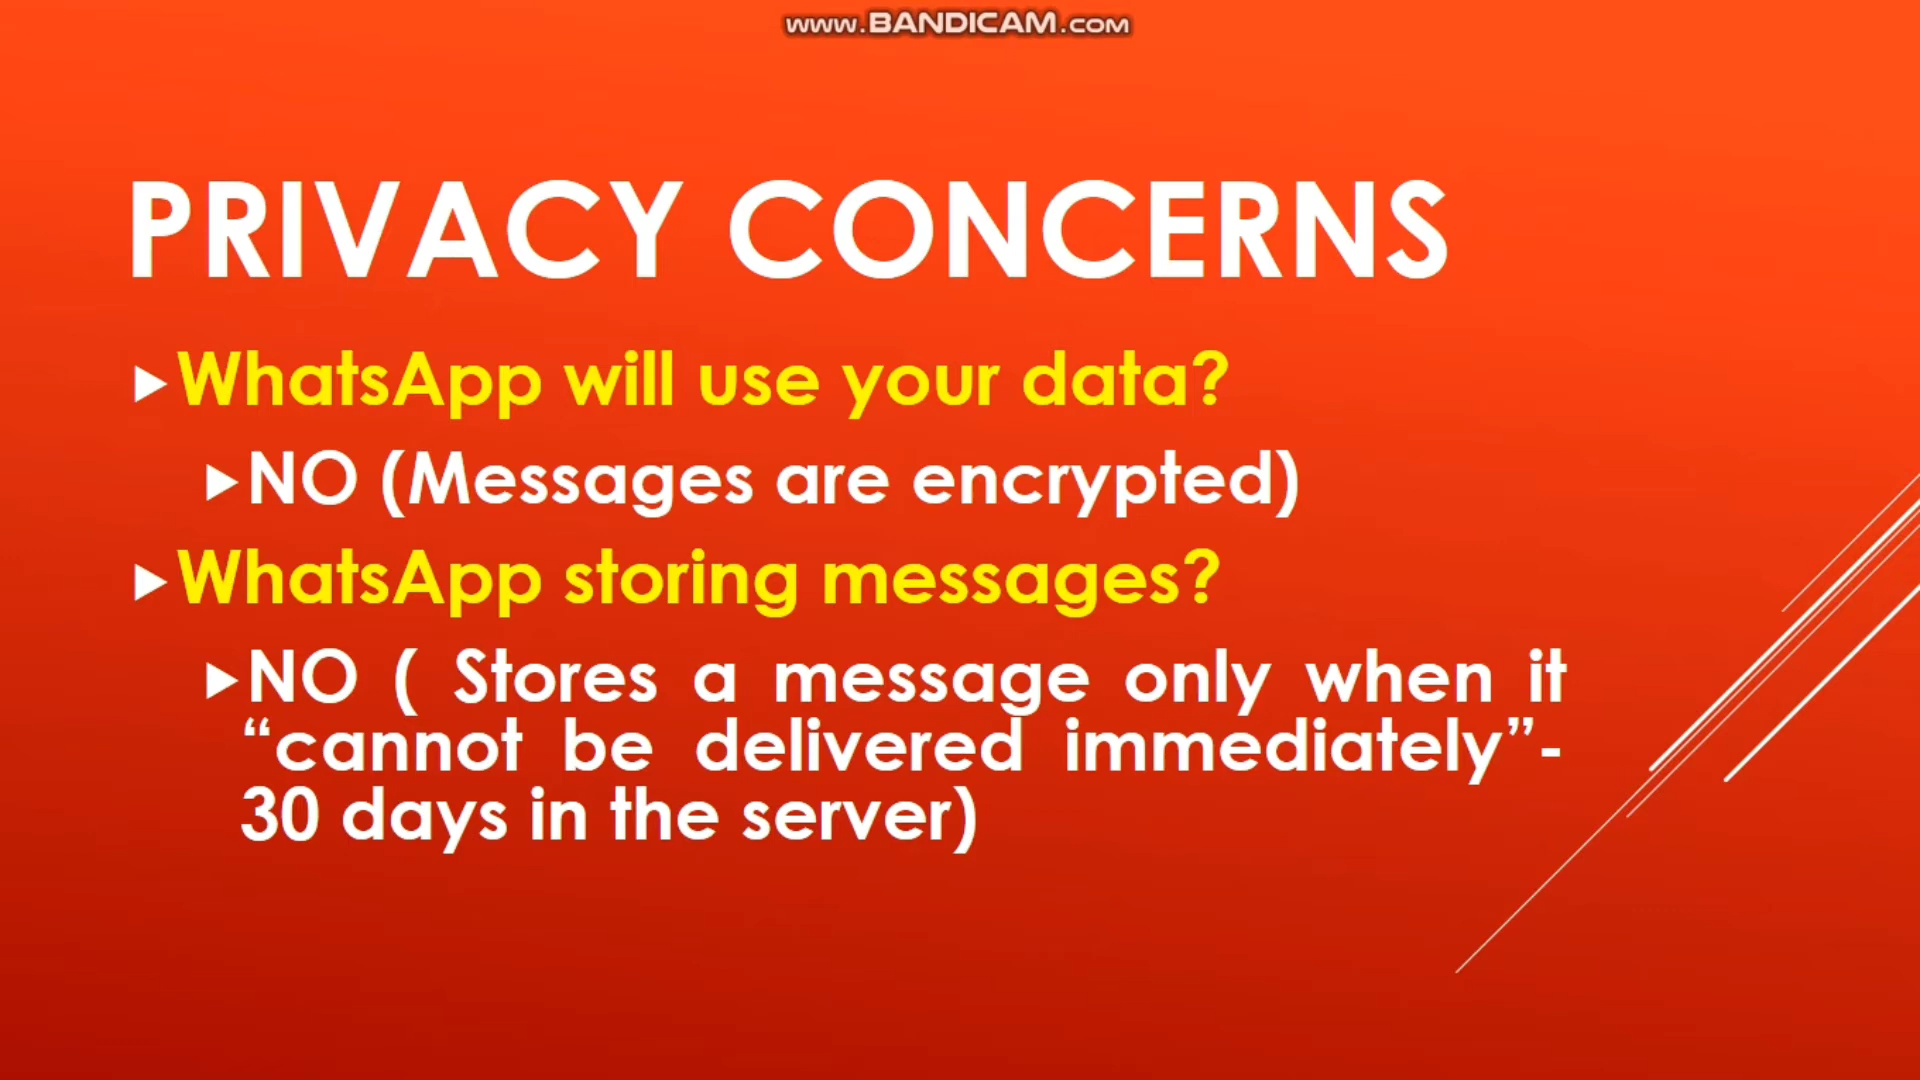 www.BANDICAM.com
PRIVACY CONCERNS
WhatsApp will use your data?
NO (Messages are encrypted)
WhatsApp storing messages?
NO ( Stores a message only when it
“cannot be delivered immediately”-
30 days in the server)